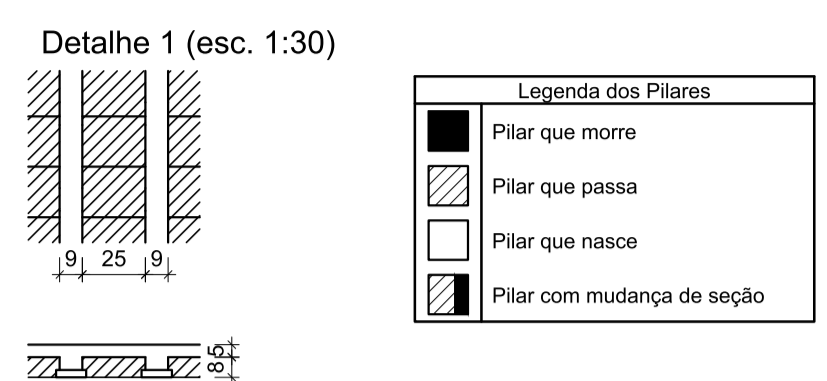 Detalhe 1 (esc. 1:30)
9 25 9
5
8
Legenda dos Pilares
Pilar que morre
Pilar que passa
Pilar que nasce
Pilar com mudança de seção